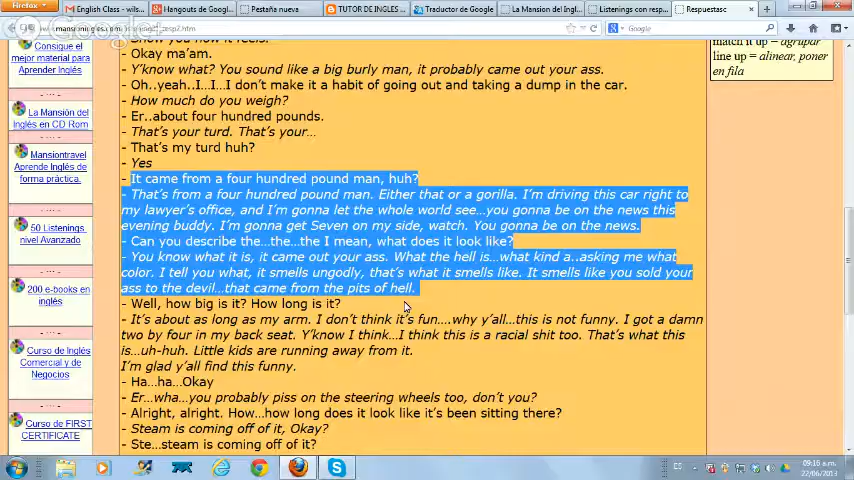 Firefox
English Class - wils...
Hangouts de Googl...
Pestaña nueva
TUTOR DE INGLES ...
Traductor de Google
La Mansion del Ingl...
Listenings con respu...
Respuestasc
Google
Show you how it feels.
- Okay ma'am.
- Y'know what? You sound like a big burly man, it probably came out your ass.
- Oh..yeah..I...I...I don't make it a habit of going out and taking a dump in the car.
- How much do you weigh?
- Er..about four hundred pounds.
- That's your turd. That's your...
- That's my turd huh?
- Yes
- It came from a four hundred pound man, huh?
- That's from a four hundred pound man. Either that or a gorilla. I'm driving this car right to
my lawyer's office, and I'm gonna let the whole world see...you gonna be on the news this
evening buddy. I'm gonna get Seven on my side, watch. You gonna be on the news.
- Can you describe the...the...the I mean, what does it look like?
- You know what it is, it came out your ass. What the hell is...what kind a..asking me what
color. I tell you what, it smells ungodly, that's what it smells like. It smells like you sold your
ass to the devil...that came from the pits of hell.
- Well, how big is it? How long is it?
- It's about as long as my arm. I don't think it's fun....why y'all...this is not funny. I got a damn
two by four in my back seat. Y'know I think...I think this is a racial shit too. That's what this
is...uh-huh. Little kids are running away from it.
I'm glad y'all find this funny.
- Ha...ha...Okay
- Er...wha...you probably piss on the steering wheels too, don't you?
- Alright, alright. How...how long does it look like it's been sitting there?
- Steam is coming off of it, Okay?
- Ste...steam is coming off of it?
Consigue el
mejor material para
Aprender Inglés
La Mansión del
Inglés en CD Rom
Mansiontravel
Aprende Inglés
de forma práctica.
50 Listenings
nivel Avanzado
200 e-books en
inglés
Curso de Inglés
Comercial y de
Negocios
Curso de FIRST
CERTIFICATE
match it up = agrupar
line up = alinear, poner
en fila
ES
09:16 a.m.
22/06/2013